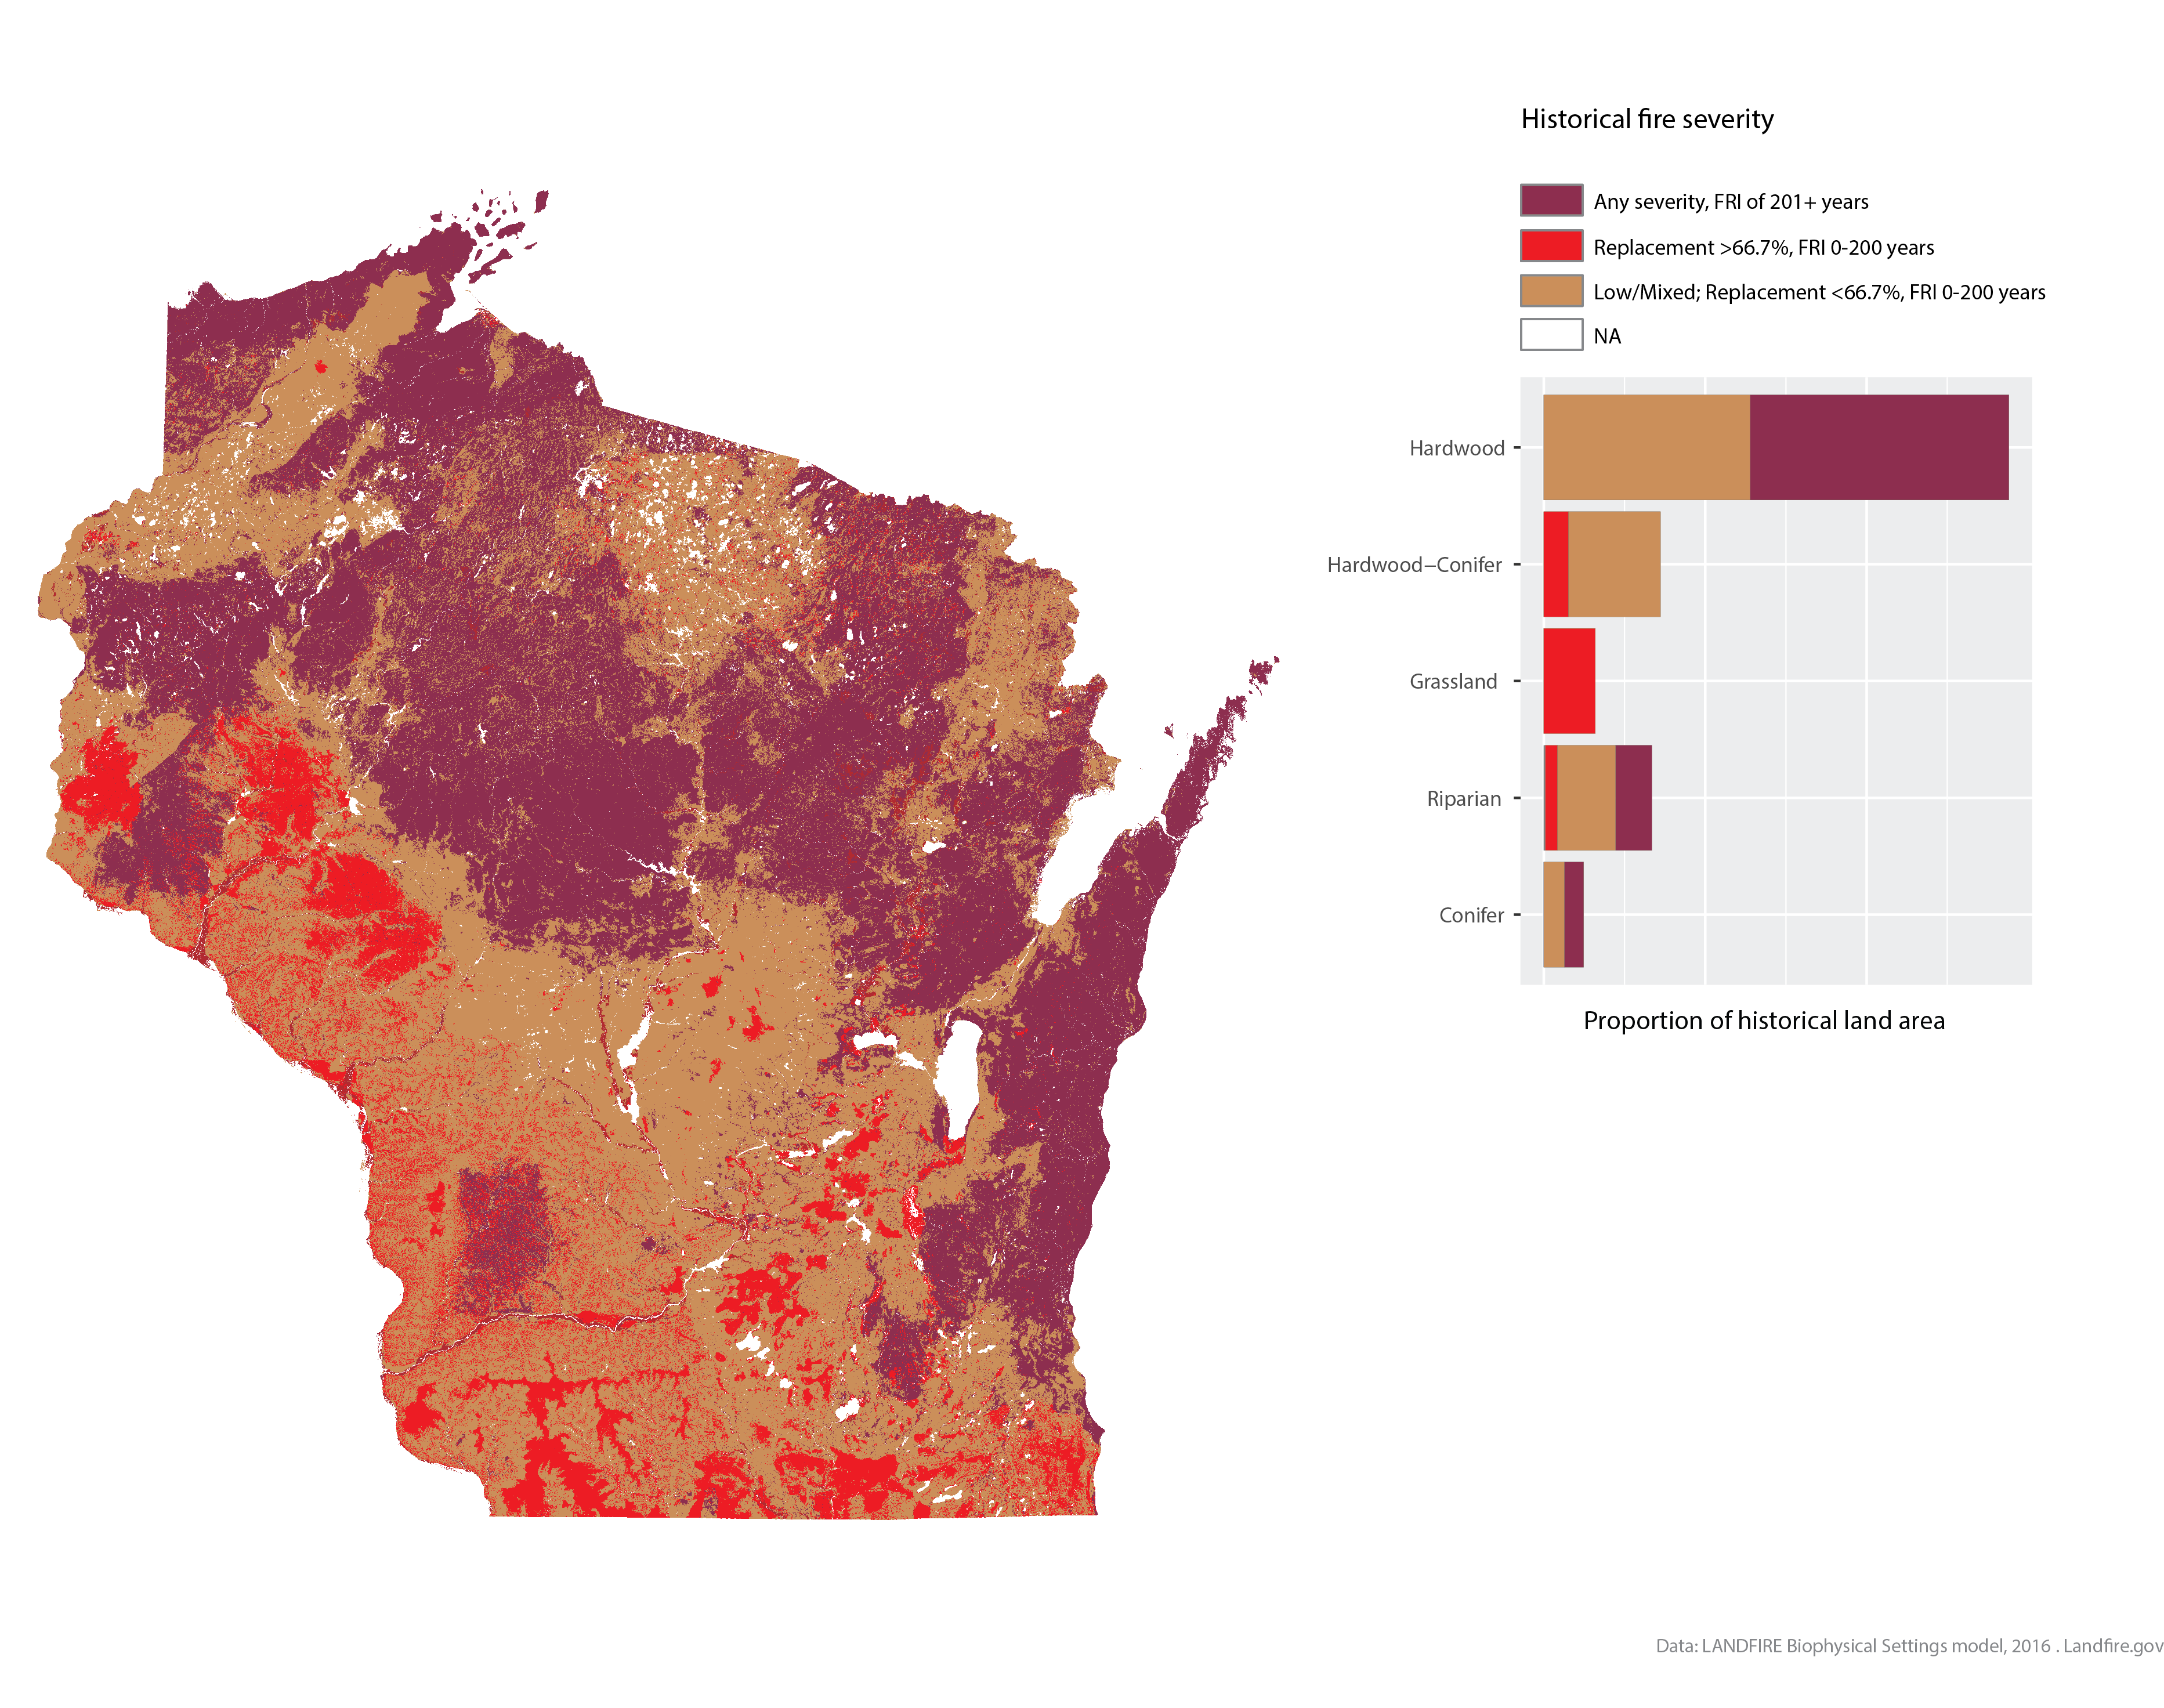 Historical fire severity
Any severity, FRI of 201+ years
Replacement >66.7%, FRI 0-200 years
Low/Mixed; Replacement <66.7%, FRI 0-200 years
NA
Hardwood
Hardwood–Conifer
Grassland
Riparian
Conifer
Proportion of historical land area
Data: LANDFIRE Biophysical Settings model, 2016 . Landfire.gov